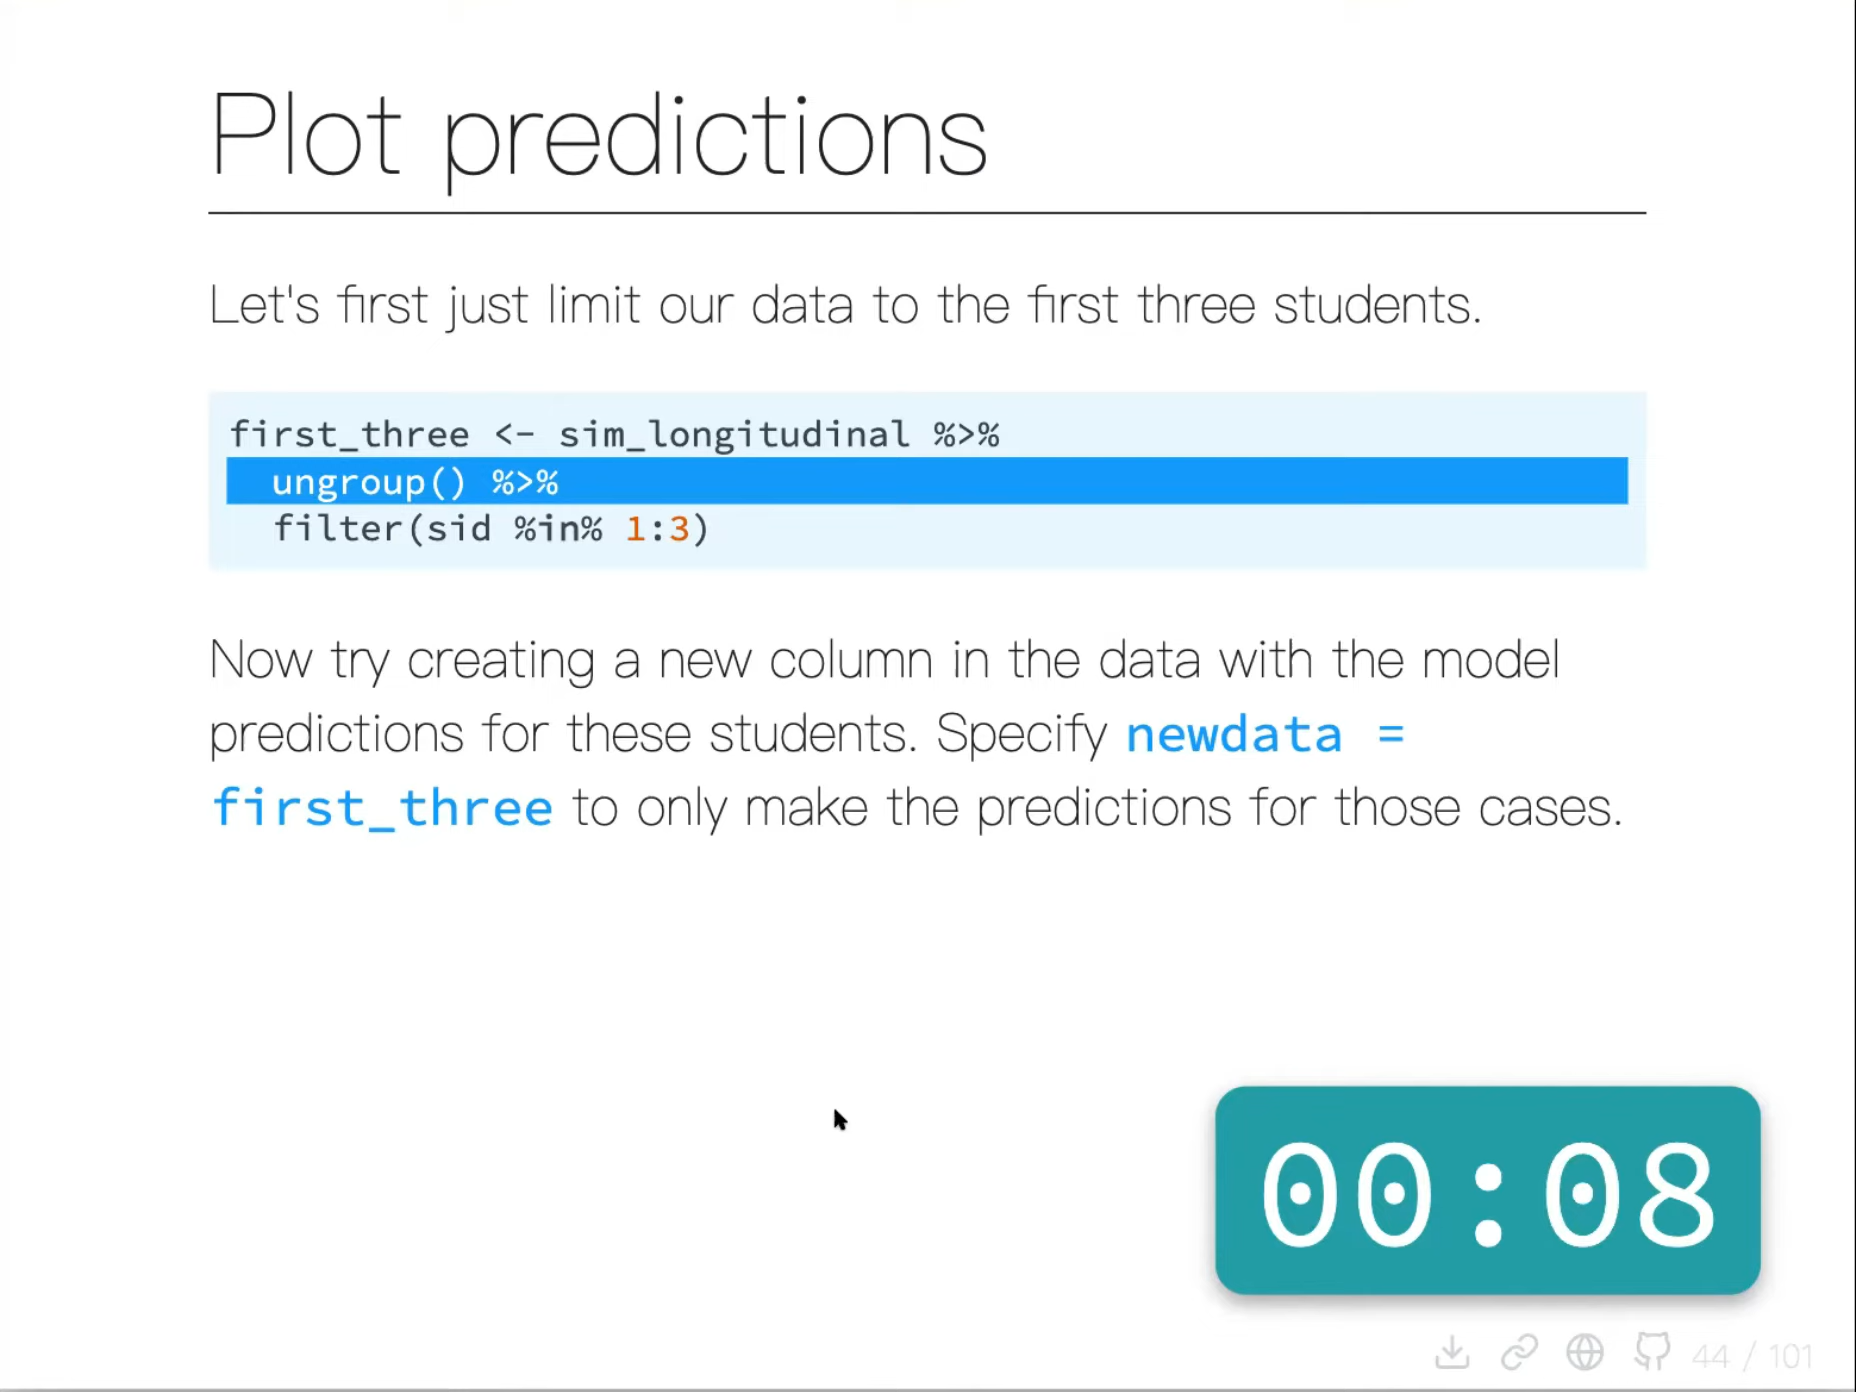 Plot predictions
Let's first just limit our data to the first three students.
first_three <- sim_longitudinal %>%
  ungroup() %>%
  filter(sid %in% 1:3)
Now try creating a new column in the data with the model
predictions for these students. Specify newdata =
first_three to only make the predictions for those cases.
00:08
44 / 101